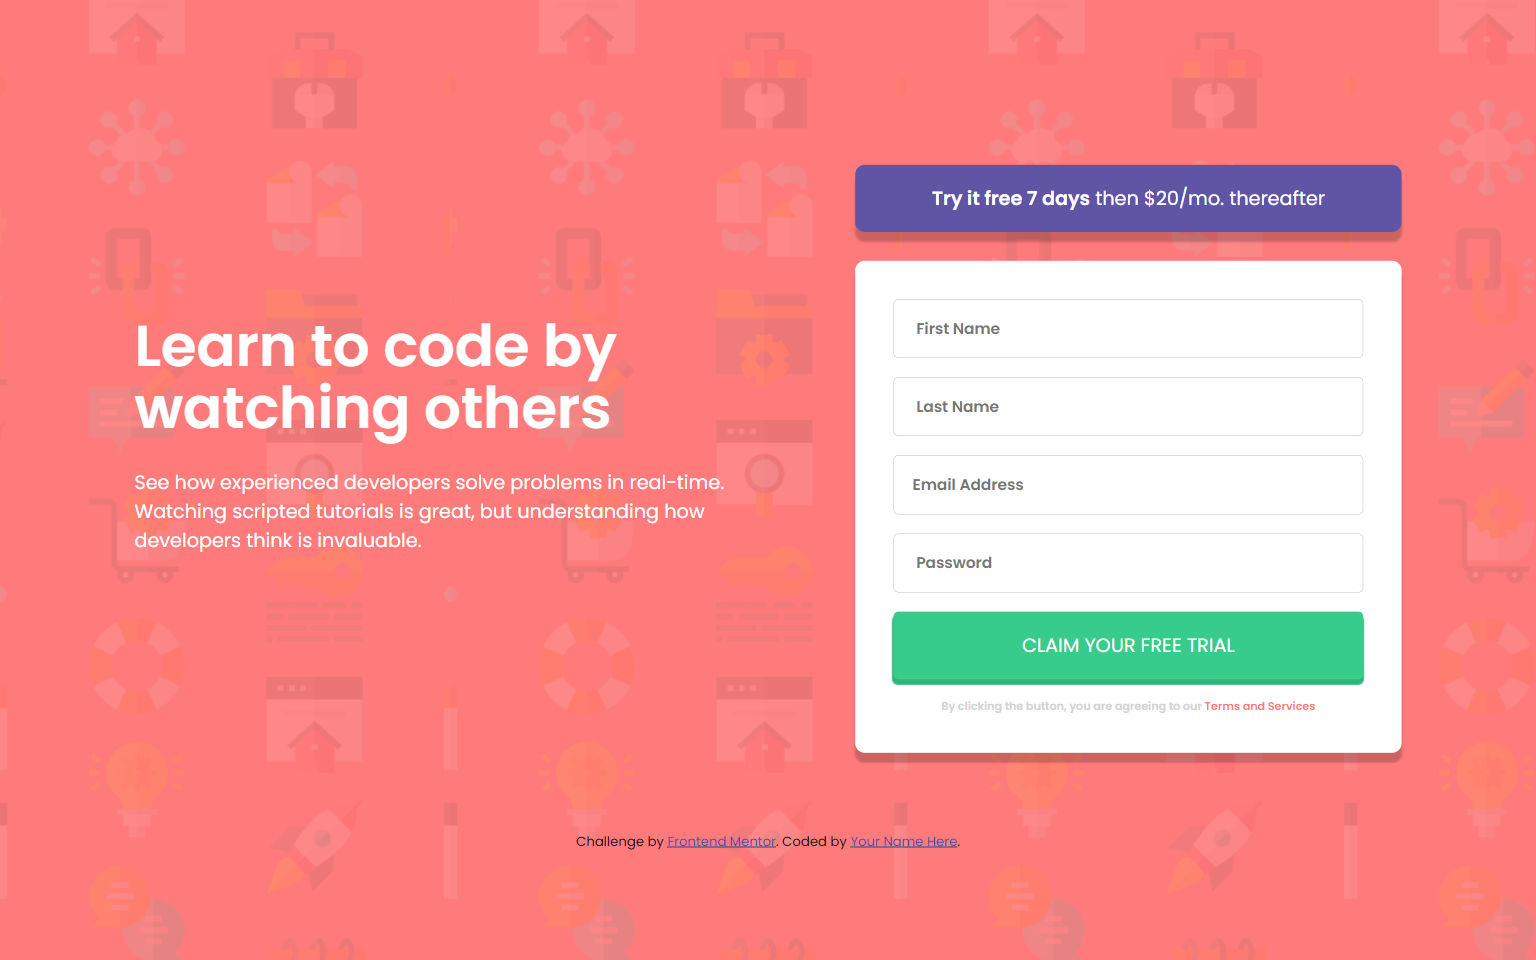 Learn to code by
watching others
See how experienced developers solve problems in real-time.
Watching scripted tutorials is great, but understanding how
developers think is invaluable.
Try it free 7 days then $20/mo. thereafter
First Name
Last Name
Email Address
Password
CLAIM YOUR FREE TRIAL
By clicking the button, you are agreeing to our Terms and Services
Challenge by Frontend Mentor. Coded by Your Name Here.